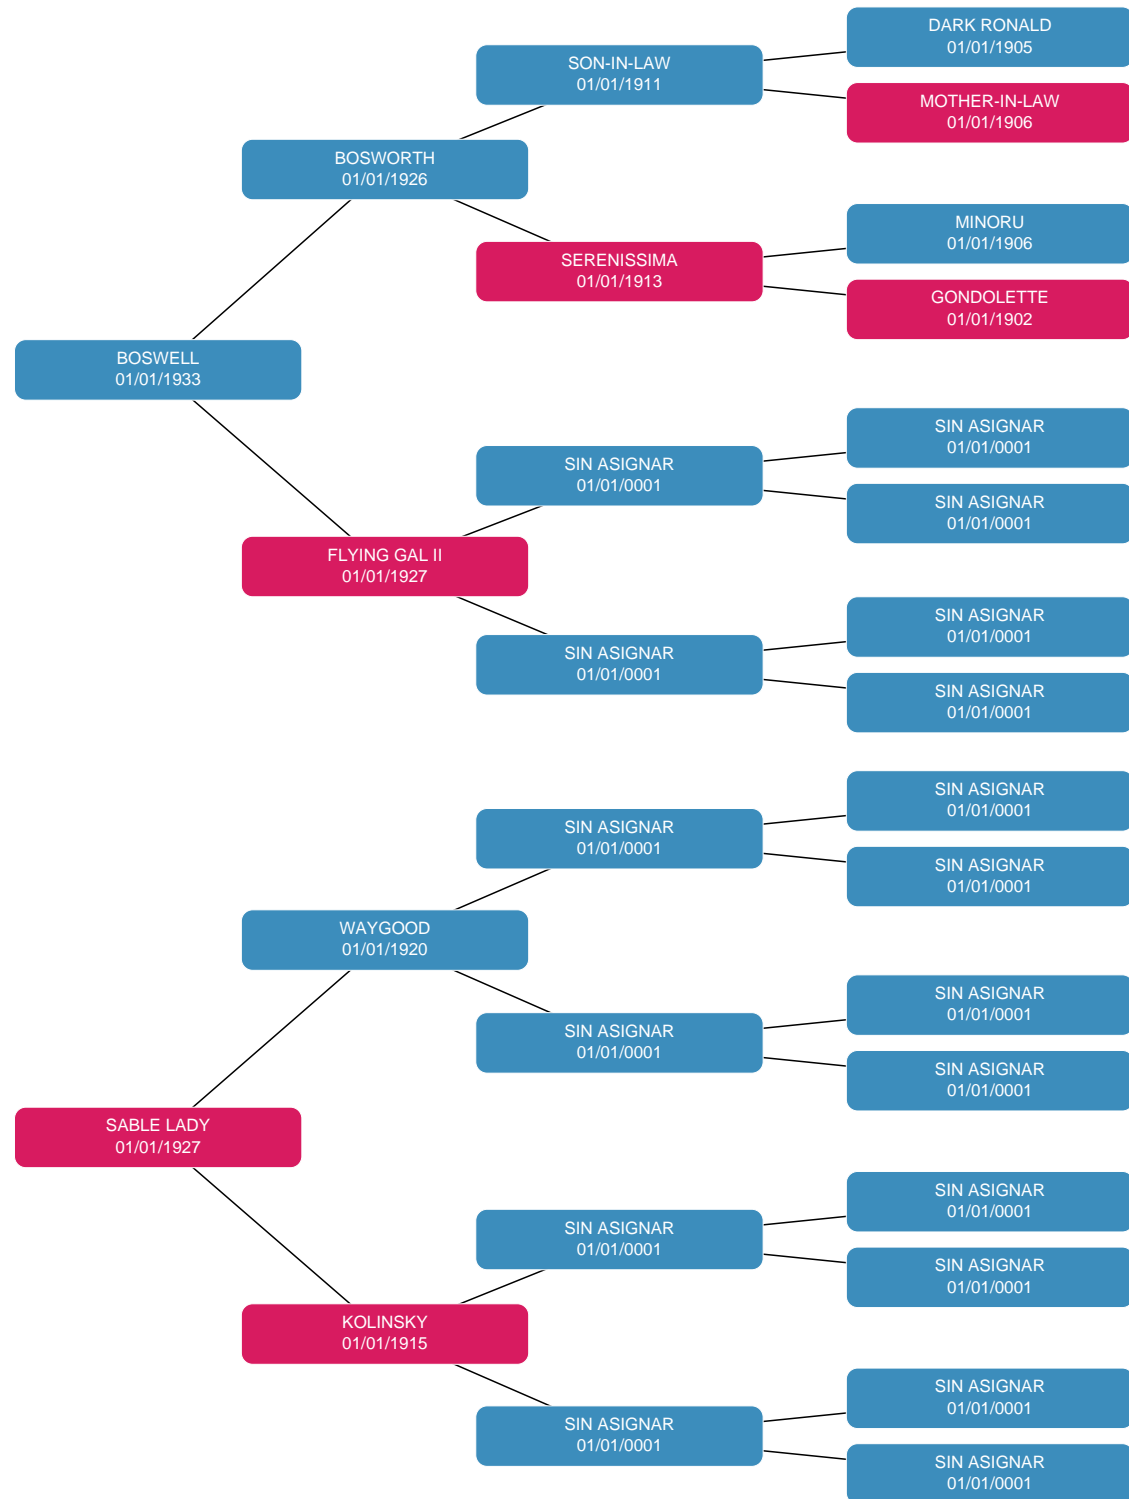 DARK RONALD
01/01/1905
SON-IN-LAW
01/01/1911
MOTHER-IN-LAW
01/01/1906
BOSWORTH
01/01/1926
MINORU
01/01/1906
SERENISSIMA
01/01/1913
GONDOLETTE
01/01/1902
BOSWELL
01/01/1933
SIN ASIGNAR
01/01/0001
SIN ASIGNAR
01/01/0001
SIN ASIGNAR
01/01/0001
FLYING GAL II
01/01/1927
SIN ASIGNAR
01/01/0001
SIN ASIGNAR
01/01/0001
SIN ASIGNAR
01/01/0001
SIN ASIGNAR
01/01/0001
SIN ASIGNAR
01/01/0001
SIN ASIGNAR
01/01/0001
WAYGOOD
01/01/1920
SIN ASIGNAR
01/01/0001
SIN ASIGNAR
01/01/0001
SIN ASIGNAR
01/01/0001
SABLE LADY
01/01/1927
SIN ASIGNAR
01/01/0001
SIN ASIGNAR
01/01/0001
SIN ASIGNAR
01/01/0001
KOLINSKY
01/01/1915
SIN ASIGNAR
01/01/0001
SIN ASIGNAR
01/01/0001
SIN ASIGNAR
01/01/0001